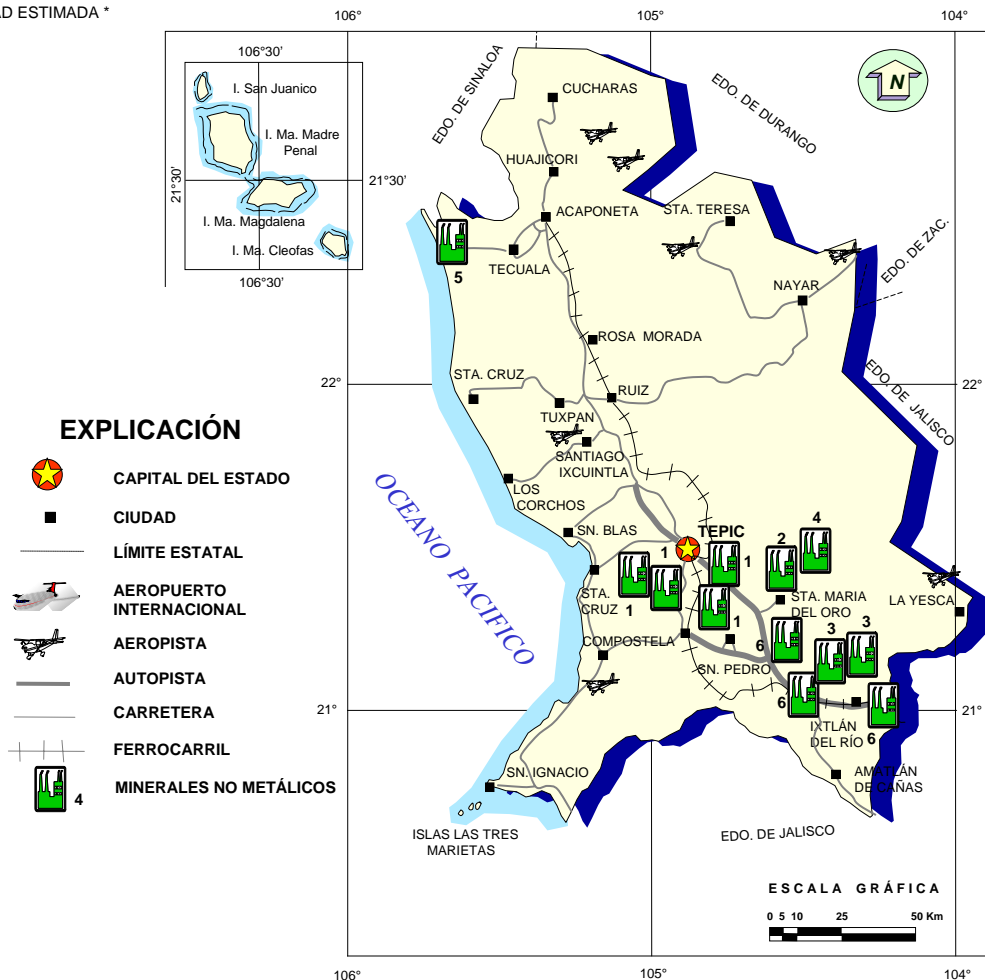 AD ESTIMADA *
106°
105°
104°
106°30'
I. San Juanico
I. Ma. Madre
Penal
21°30'
21°30'
I. Ma. Magdalena
I. Ma. Cleofas
106°30'
N
EDO. DE SINALOA
CUCHARAS
EDO. DE DURANGO
HUAJICORI
ACAPONETA
STA. TERESA
EDO. DE ZAC.
5
TECUALA
NAYAR
ROSA MORADA
22°
22°
STA. CRUZ
RUIZ
TUXPAN
EDO. DE JALISCO
SANTIAGO
IXCUINTLA
LOS
CORCHOS
OCEANO PACIFICO
SN. BLAS
TEPIC
1
1
2
4
STA.
CRUZ
1
1
STA. MARIA
DEL ORO
LA YESCA
COMPOSTELA
6
3
3
SN. PEDRO
21°
21°
6
IXTLÁN
DEL RÍO
6
SN. IGNACIO
AMATLÁN
DE CAÑAS
ISLAS LAS TRES
MARIETAS
EDO. DE JALISCO
EXPLICACIÓN
CAPITAL DEL ESTADO
CIUDAD
LÍMITE ESTATAL
AEROPUERTO
INTERNACIONAL
AEROPISTA
AUTOPISTA
CARRETERA
FERROCARRIL
MINERALES NO METÁLICOS
4
ESCALA GRÁFICA
0 5 10 25 50 Km
106°
105°
104°